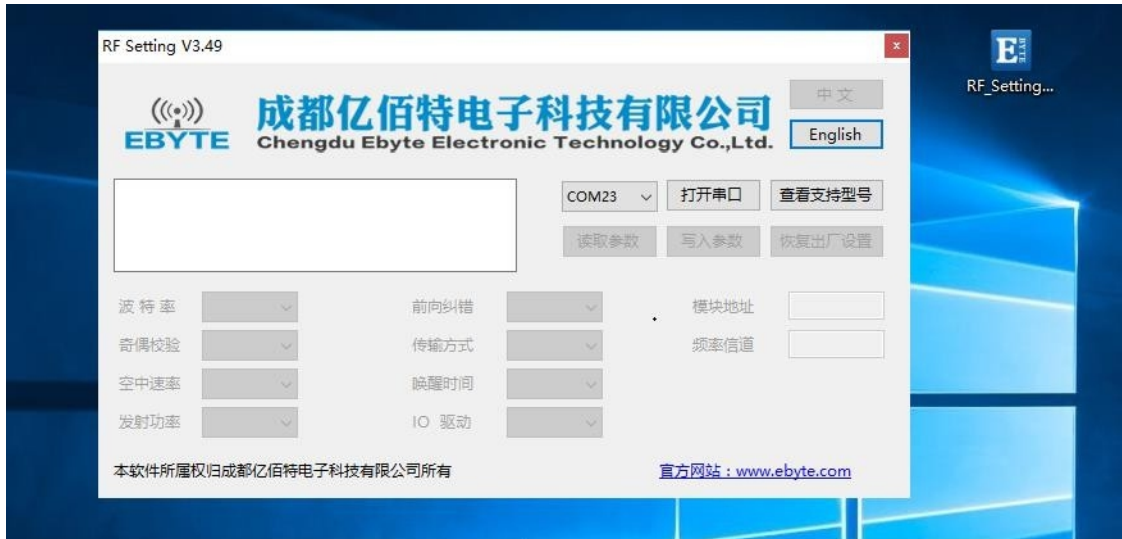 RF Setting V3.49
x
E BYTE
RF_Setting...
中 文
English
EBYTE
成都亿佰特电子科技有限公司
Chengdu Ebyte Electronic Technology Co.,Ltd.
COM23
打开串口
查看支持型号
读取参数
写入参数
恢复出厂设置
波 特 率
前向纠错
模块地址
奇偶校验
传输方式
频率信道
空中速率
唤醒时间
发射功率
IO 驱动
本软件所属权归成都亿佰特电子科技有限公司所有
官方网站：www.ebyte.com